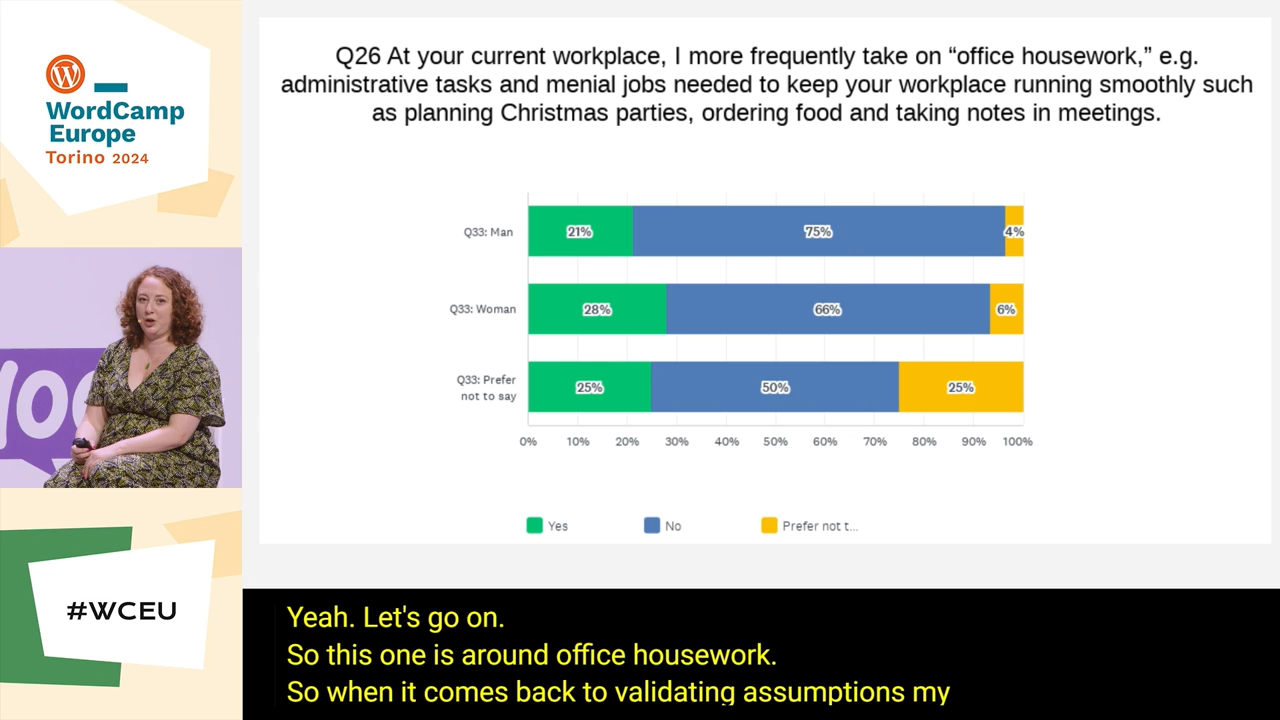 WordCamp
Europe
Torino 2024
#WCEU
Q26 At your current workplace, I more frequently take on “office housework,” e.g.
administrative tasks and menial jobs needed to keep your workplace running smoothly such
as planning Christmas parties, ordering food and taking notes in meetings.
Q33: Man
21%
75%
4%
Q33: Woman
28%
66%
6%
Q33: Prefer
not to say
25%
50%
25%
0%
10%
20%
30%
40%
50%
60%
70%
80%
90%
100%
Yes
No
Prefer not t...
Yeah. Let's go on.
So this one is around office housework.
So when it comes back to validating assumptions my